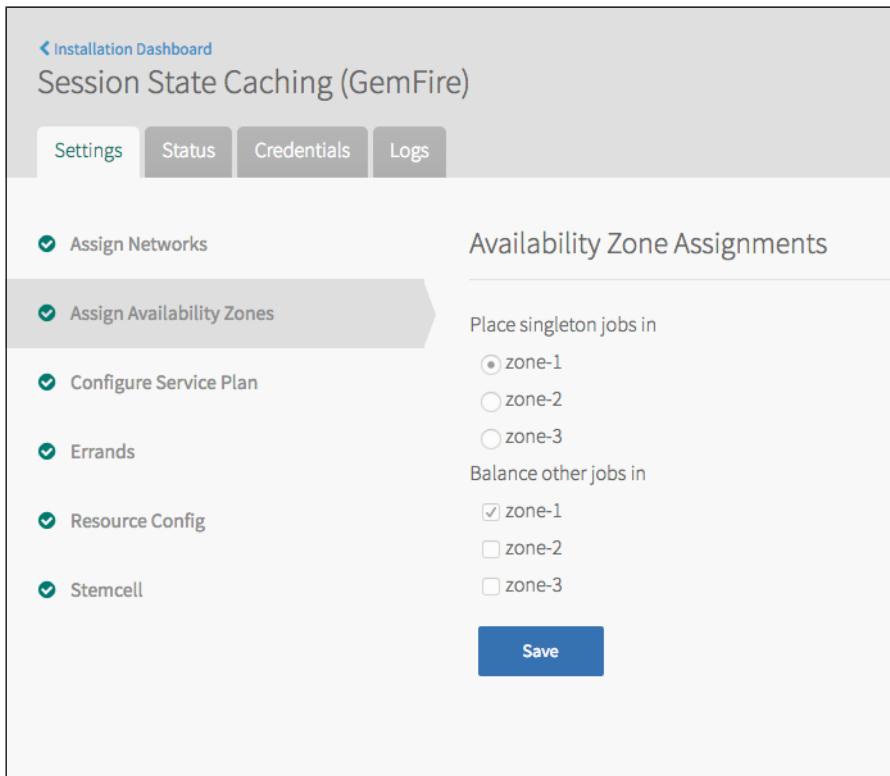 Installation Dashboard
Session State Caching (GemFire)
Settings Status Credentials Logs
Assign Networks
Assign Availability Zones
Configure Service Plan
Errands
Resource Config
Stemcell
Availability Zone Assignments
Place singleton jobs in
zone-1
zone-2
zone-3
Balance other jobs in
zone-1
zone-2
zone-3
Save